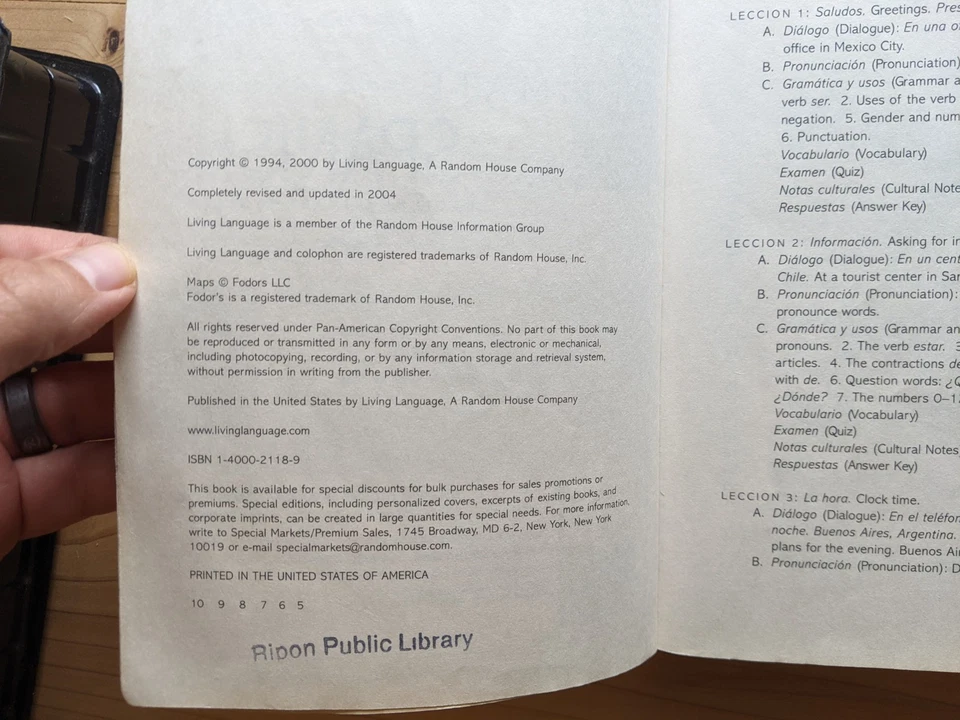 Copyright © 1994, 2000 by Living Language, A Random House Company
Completely revised and updated in 2004
Living Language is a member of the Random House Information Group
Living Language and colophon are registered trademarks of Random House, Inc.
Maps © Fodors LLC
Fodor's is a registered trademark of Random House, Inc.
All rights reserved under Pan-American Copyright Conventions. No part of this book may
be reproduced or transmitted in any form or by any means, electronic or mechanical,
including photocopying, recording, or by any information storage and retrieval system,
without permission in writing from the publisher.
Published in the United States by Living Language, A Random House Company
www.livinglanguage.com
ISBN 1-4000-2118-9
This book is available for special discounts for bulk purchases for sales promotions or
premiums. Special editions, including personalized covers, excerpts of existing books, and
corporate imprints, can be created in large quantities for special needs. For more information,
write to Special Markets/Premium Sales, 1745 Broadway, MD 6-2, New York, New York
10019 or e-mail specialmarkets@randomhouse.com.
PRINTED IN THE UNITED STATES OF AMERICA
10 9 8 7 6 5
Ripon Public Library
LECCION 1: Saludos. Greetings.
A. Diálogo (Dialogue): En una
office in Mexico City.
B. Pronunciación (Pronunciation)
C. Gramática y usos (Grammar
verb ser. 2. Uses of the verb
negation. 5. Gender and
6. Punctuation.
Vocabulario (Vocabulary)
Examen (Quiz)
Notas culturales (Cultural
Respuestas (Answer Key)
LECCION 2: Información. Asking for
A. Diálogo (Dialogue): En un
Chile. At a tourist center in
B. Pronunciación (Pronunciation):
pronounce words.
C. Gramática y usos (Grammar
pronouns. 2. The verb estar.
articles. 4. The contractions
with de. 6. Question words:
¿Dónde? 7. The numbers
Vocabulario (Vocabulary)
Examen (Quiz)
Notas culturales (Cultural Notes)
Respuestas (Answer Key)
LECCION 3: La hora. Clock time.
A. Diálogo (Dialogue): En el
noche. Buenos Aires, Argentina.
plans for the evening. Buenos
B. Pronunciación (Pronunciation):